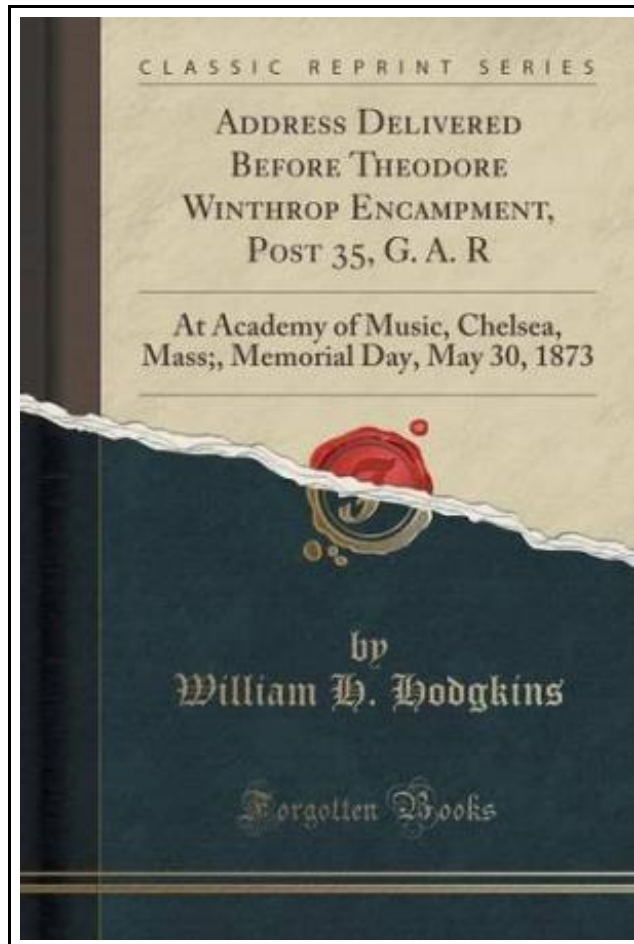 CLASSIC REPRINT SERIES
ADDRESS DELIVERED
BEFORE THEODORE
WINTHROP ENCAMPMENT,
POST 35, G. A. R
At Academy of Music, Chelsea,
Mass;, Memorial Day, May 30, 1873
by
William H. Hodgkins
Forgotten Books